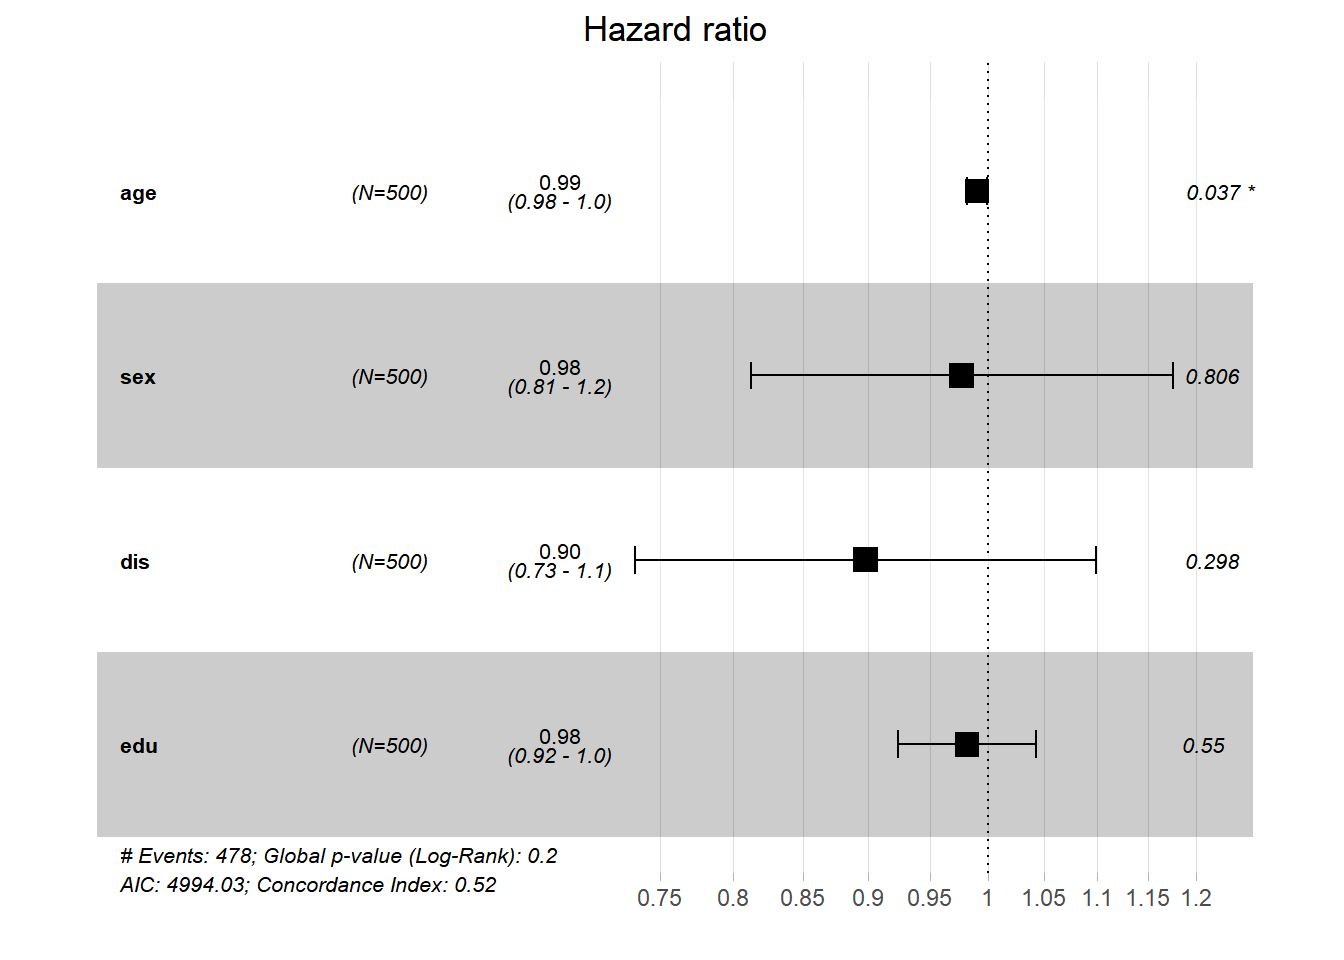 Hazard ratio
age (N=500) 0.99 0.037 *
(0.98 - 1.0)
sex (N=500) 0.98 0.806
(0.81 - 1.2)
dis (N=500) 0.90 0.298
(0.73 - 1.1)
edu (N=500) 0.98 0.55
(0.92 - 1.0)
# Events: 478; Global p-value (Log-Rank): 0.2
AIC: 4994.03; Concordance Index: 0.52
0.75 0.8 0.85 0.9 0.95 1 1.05 1.1 1.15 1.2